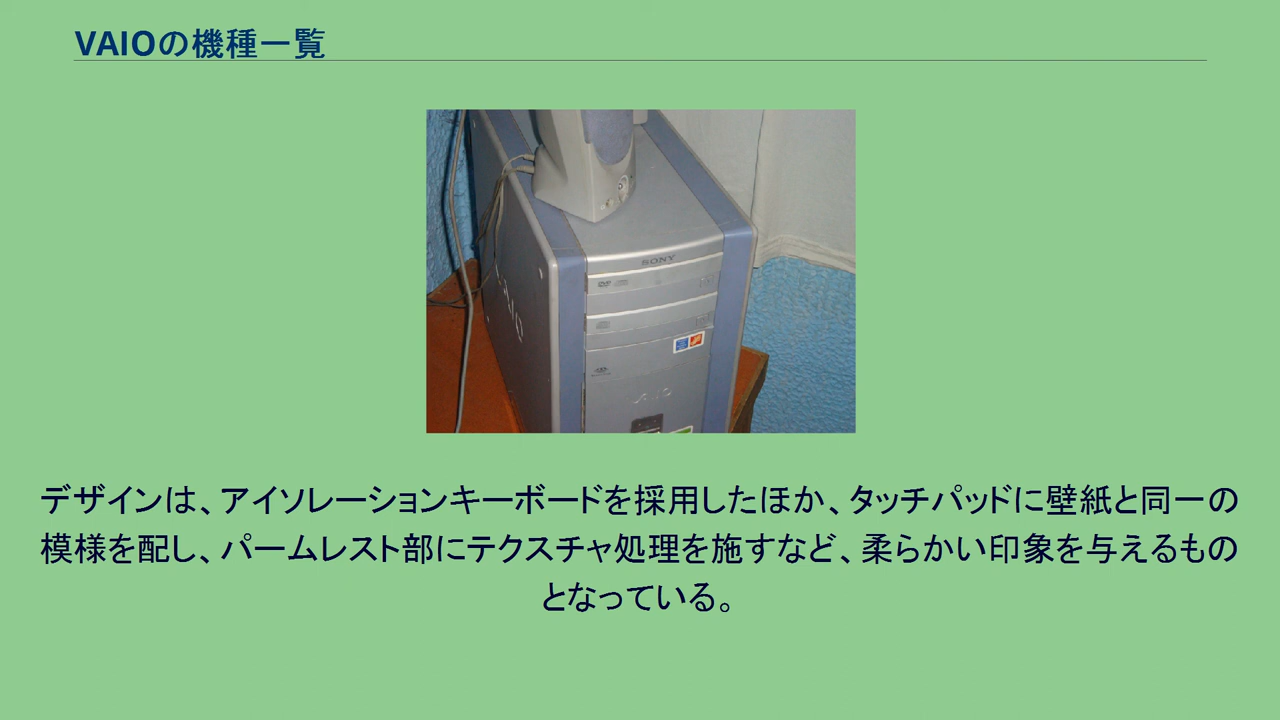 VAIOの機種一覧
SONY
VAIO
VAIO
デザインは、アイソレーションキーボードを採用したほか、タッチパッドに壁紙と同一の
模様を配し、パームレスト部にテクスチャ処理を施すなど、柔らかい印象を与えるもの
となっている。